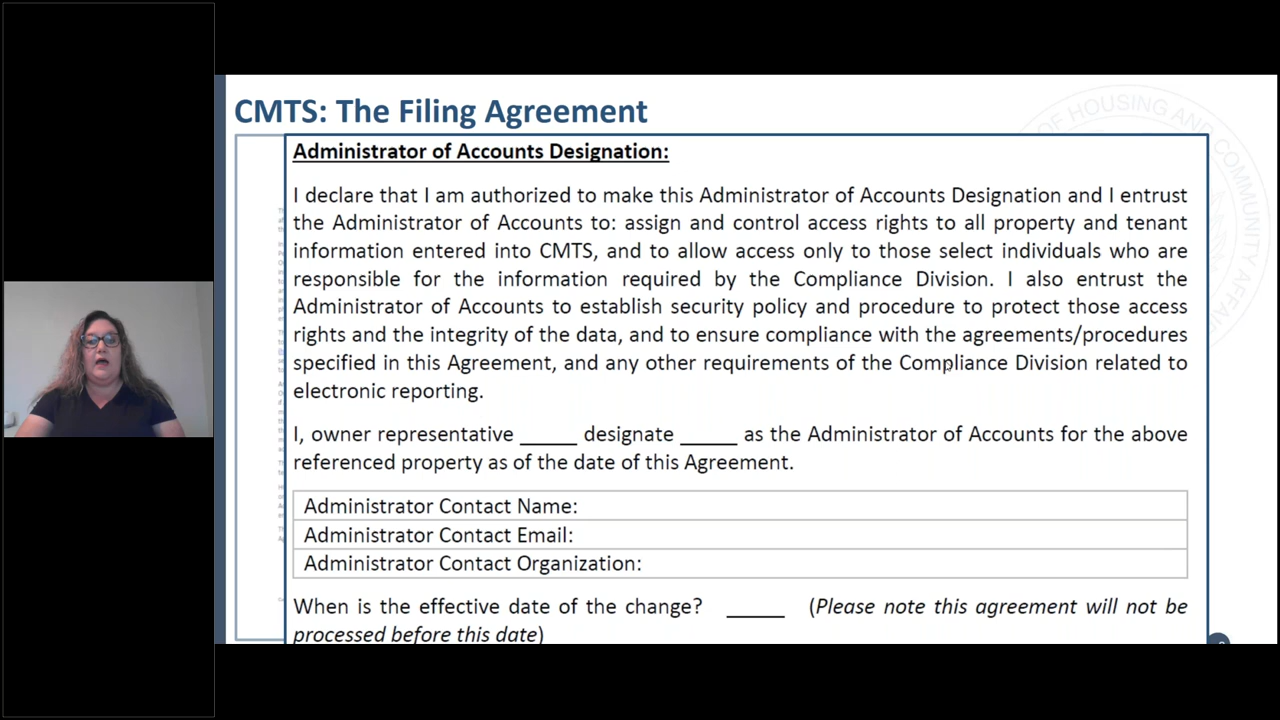 CMTS: The Filing Agreement
OF HOUSING AND COMMUNITY AFFAIRS
Administrator of Accounts Designation:
I declare that I am authorized to make this Administrator of Accounts Designation and I entrust
the Administrator of Accounts to: assign and control access rights to all property and tenant
information entered into CMTS, and to allow access only to those select individuals who are
responsible for the information required by the Compliance Division. I also entrust the
Administrator of Accounts to establish security policy and procedure to protect those access
rights and the integrity of the data, and to ensure compliance with the agreements/procedures
specified in this Agreement, and any other requirements of the Compliance Division related to
electronic reporting.
I, owner representative _____ designate _____ as the Administrator of Accounts for the above
referenced property as of the date of this Agreement.
Administrator Contact Name:
Administrator Contact Email:
Administrator Contact Organization:
When is the effective date of the change? _____ (Please note this agreement will not be
processed before this date)